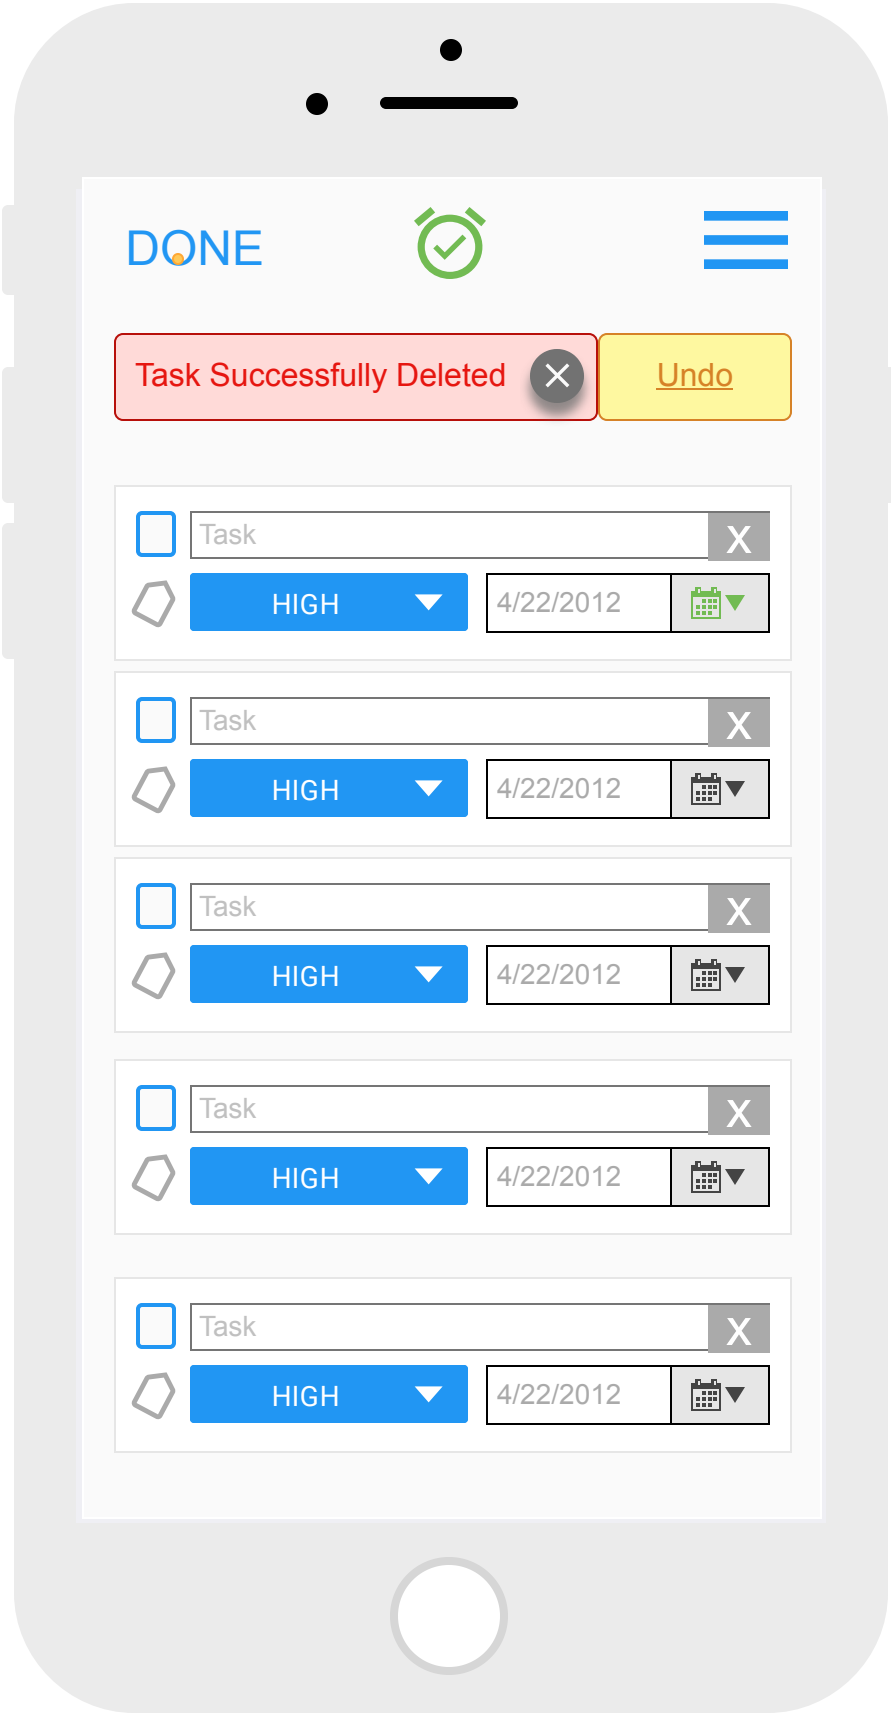 DONE
Task Successfully Deleted Undo
Task X
HIGH 4/22/2012
Task X
HIGH 4/22/2012
Task X
HIGH 4/22/2012
Task X
HIGH 4/22/2012
Task X
HIGH 4/22/2012